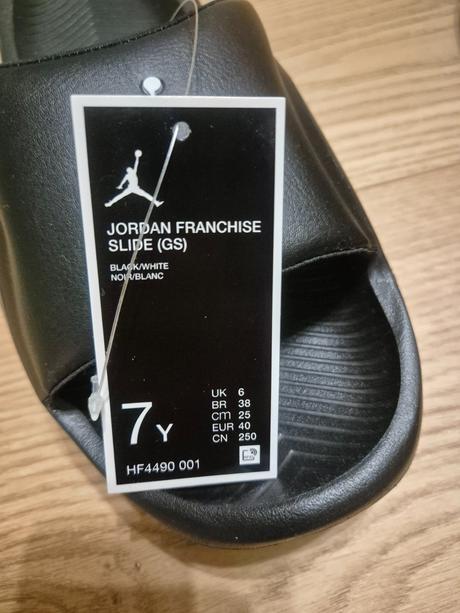 JORDAN FRANCHISE
SLIDE (GS)
BLACK/WHITE
NOIR/BLANC
7Y
UK 6
BR 38
cm 25
EUR 40
CN 250
HF4490 001